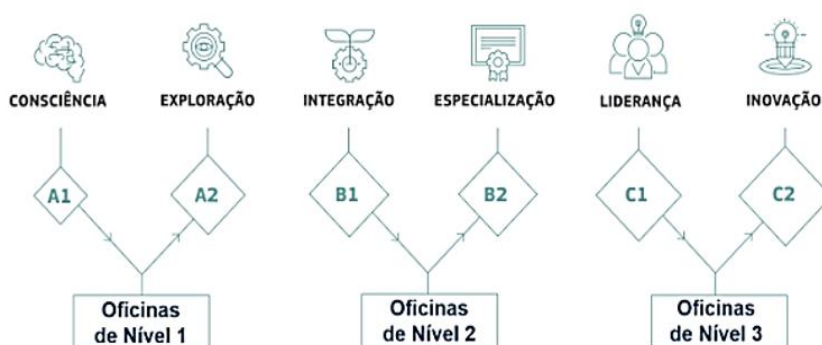 CONSCIÊNCIA
EXPLORAÇÃO
INTEGRAÇÃO
ESPECIALIZAÇÃO
LIDERANÇA
INOVAÇÃO
A1
A2
B1
B2
C1
C2
Oficinas
de Nível 1
Oficinas
de Nível 2
Oficinas
de Nível 3